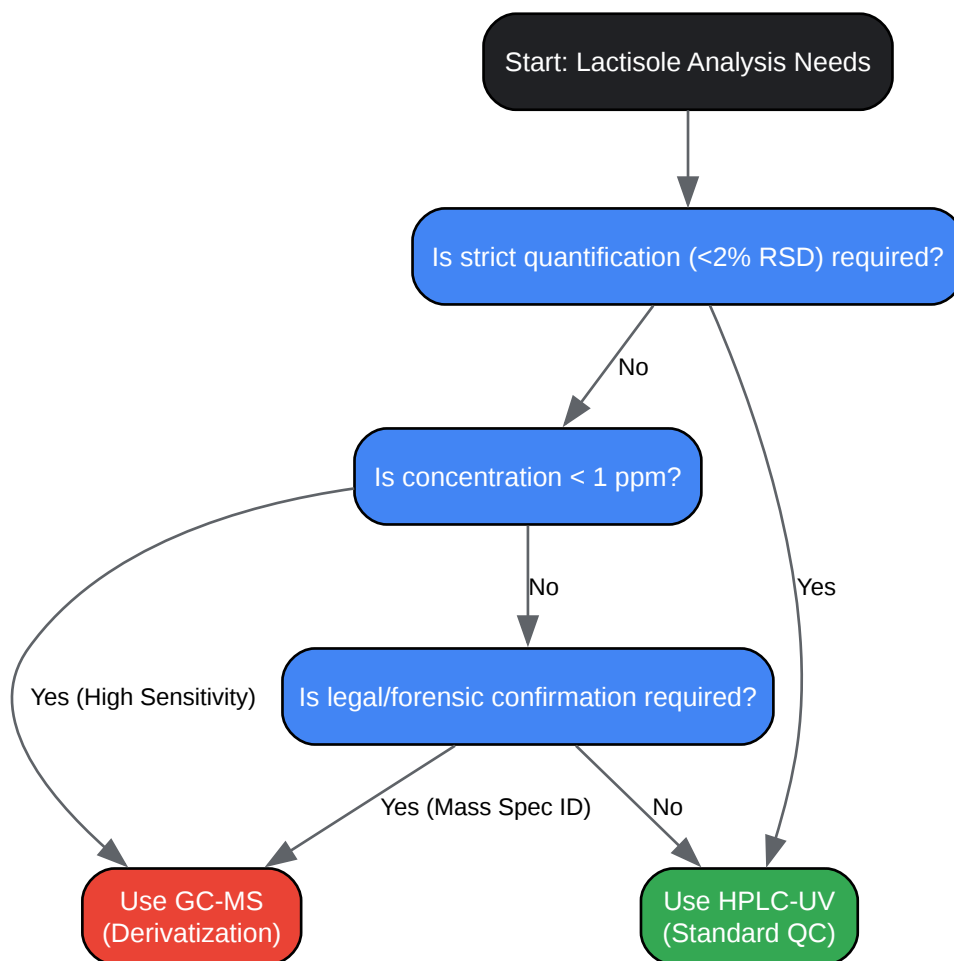 Start: Lactisole Analysis Needs
Is strict quantification (<2% RSD) required?
No
Is concentration < 1 ppm?
No
Yes
Yes (High Sensitivity)
Is legal/forensic confirmation required?
Yes (Mass Spec ID)
No
Use GC-MS
(Derivatization)
Use HPLC-UV
(Standard QC)